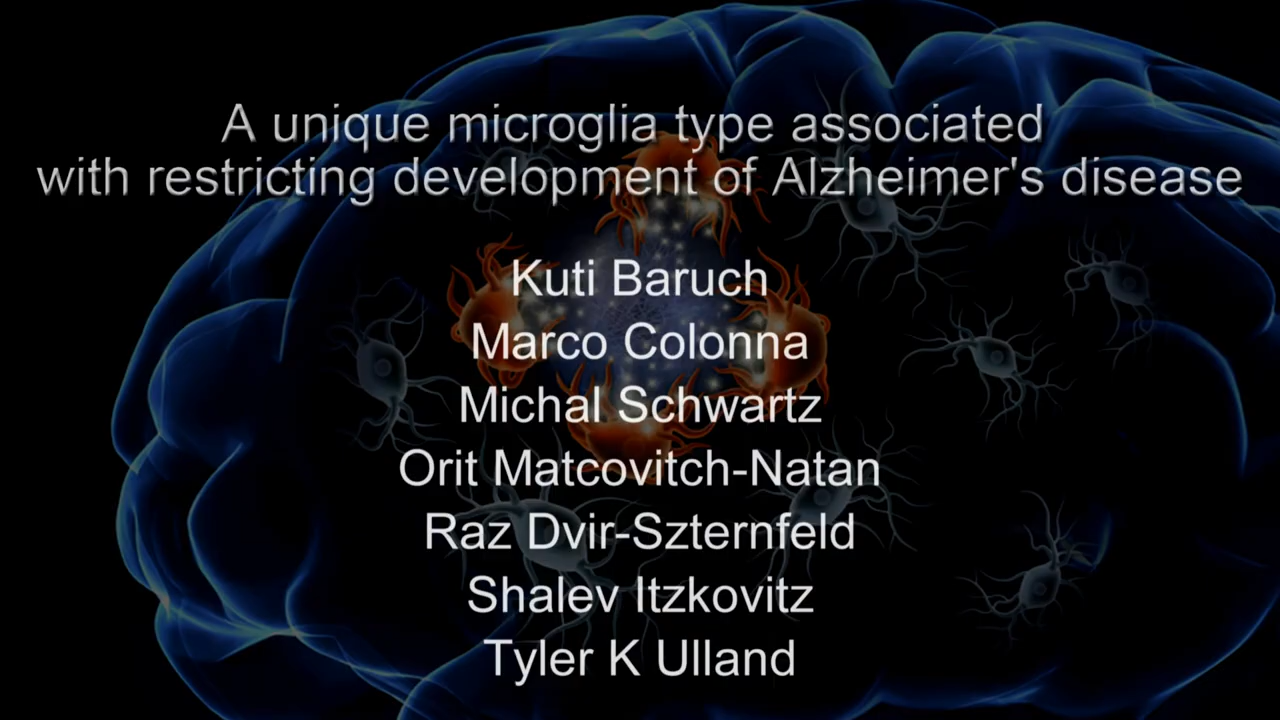 A unique microglia type associated
with restricting development of Alzheimer's disease
Kuti Baruch
Marco Colonna
Michal Schwartz
Orit Matcovitch-Natan
Raz Dvir-Szternfeld
Shalev Itzkovitz
Tyler K Ulland